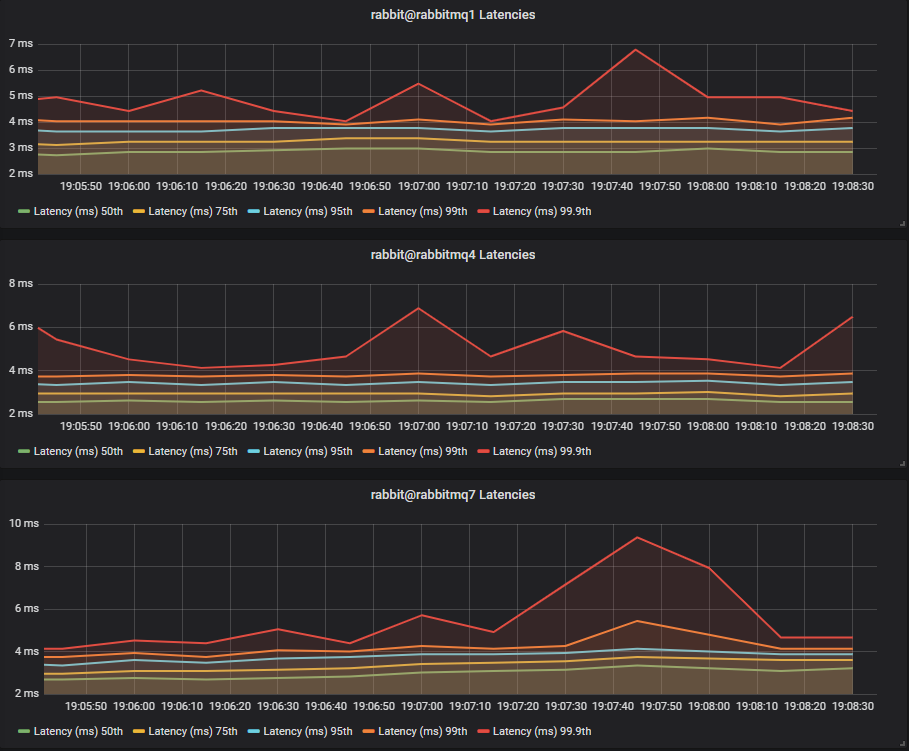 rabbit@rabbitmq1 Latencies
7 ms
6 ms
5 ms
4 ms
3 ms
2 ms
19:05:50 19:06:00 19:06:10 19:06:20 19:06:30 19:06:40 19:06:50 19:07:00 19:07:10 19:07:20 19:07:30 19:07:40 19:07:50 19:08:00 19:08:10 19:08:20 19:08:30
Latency (ms) 50th Latency (ms) 75th Latency (ms) 95th Latency (ms) 99th Latency (ms) 99.9th
rabbit@rabbitmq4 Latencies
8 ms
6 ms
4 ms
2 ms
19:05:50 19:06:00 19:06:10 19:06:20 19:06:30 19:06:40 19:06:50 19:07:00 19:07:10 19:07:20 19:07:30 19:07:40 19:07:50 19:08:00 19:08:10 19:08:20 19:08:30
Latency (ms) 50th Latency (ms) 75th Latency (ms) 95th Latency (ms) 99th Latency (ms) 99.9th
rabbit@rabbitmq7 Latencies
10 ms
8 ms
6 ms
4 ms
2 ms
19:05:50 19:06:00 19:06:10 19:06:20 19:06:30 19:06:40 19:06:50 19:07:00 19:07:10 19:07:20 19:07:30 19:07:40 19:07:50 19:08:00 19:08:10 19:08:20 19:08:30
Latency (ms) 50th Latency (ms) 75th Latency (ms) 95th Latency (ms) 99th Latency (ms) 99.9th